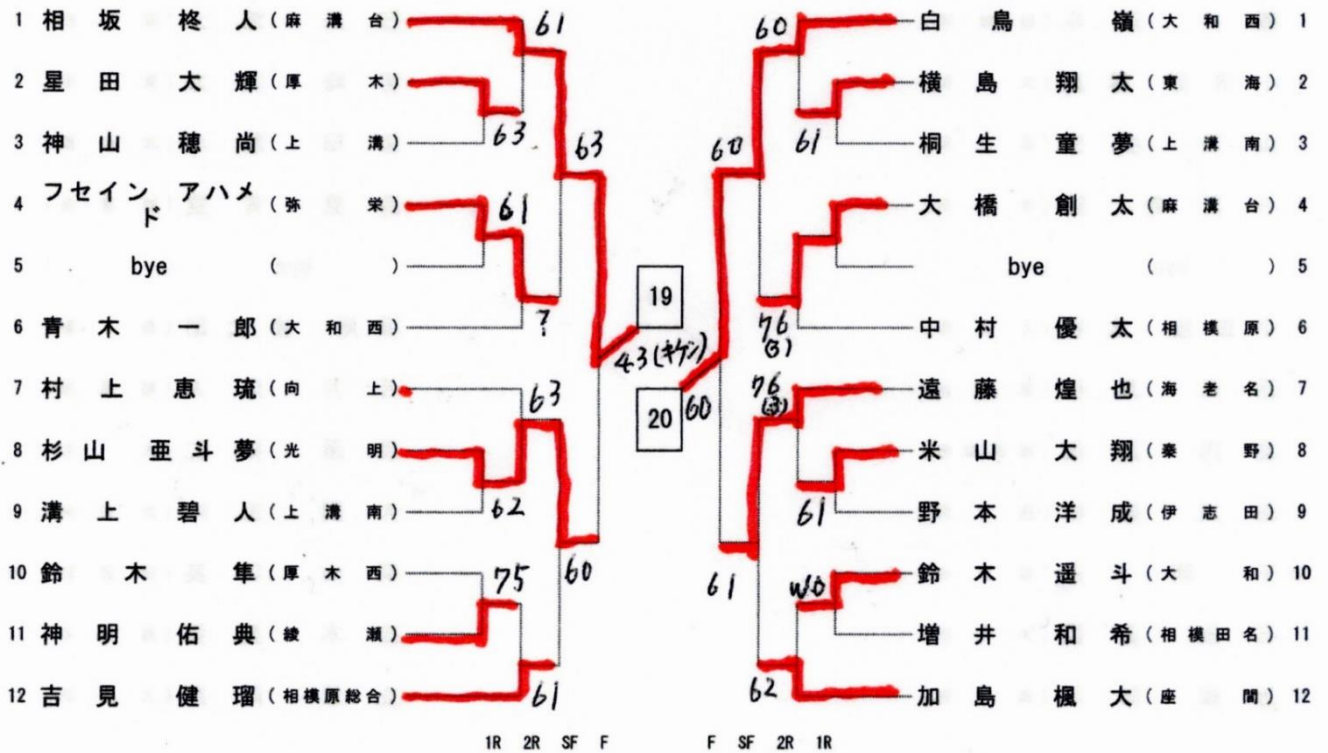 1 相坂 柊人 (麻溝台)
2 星田 大輝 (厚木)
3 神山 穂尚 (上溝)
4 フセイン アハメド (弥栄)
5 bye ( )
6 青木 一郎 (大和西)
7 村上 恵琉 (向上)
8 杉山 亜斗夢 (光明)
9 溝上 碧人 (上溝南)
10 鈴木 隼 (厚木西)
11 神明 佑典 (綾瀬)
12 吉見 健瑠 (相模原総合)
61
63
61
?
63
62
75
61
63
60
43(キケン)
19
20
60
60
61
60
76
(3)
76
61
61
WO
62
白鳥 嶺 (大和西) 1
横島 翔太 (東海) 2
桐生 童夢 (上溝南) 3
大橋 創太 (麻溝台) 4
bye ( ) 5
中村 優太 (相模原) 6
遠藤 煌也 (海老名) 7
米山 大翔 (秦野) 8
野本 洋成 (伊志田) 9
鈴木 遥斗 (大和) 10
増井 和希 (相模田名) 11
加島 楓大 (座間) 12
1R 2R SF F
F SF 2R 1R